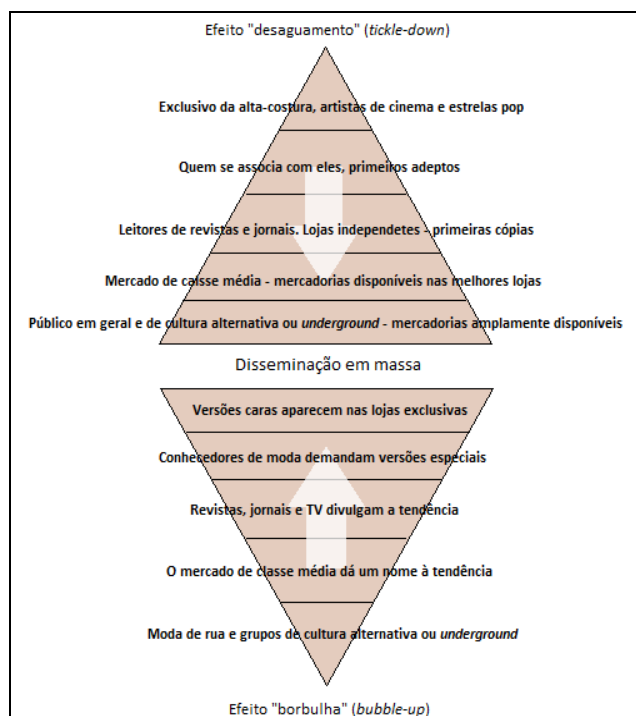 Efeito "desaguamento" (tickle-down)
Exclusivo da alta-costura, artistas de cinema e estrelas pop
Quem se associa com eles, primeiros adeptos
Leitores de revistas e jornais. Lojas independetes - primeiras cópias
Mercado de calsse média - mercadorias disponíveis nas melhores lojas
Público em geral e de cultura alternativa ou underground - mercadorias amplamente disponíveis
Disseminação em massa
Versões caras aparecem nas lojas exclusivas
Conhecedores de moda demandam versões especiais
Revistas, jornais e TV divulgam a tendência
O mercado de classe média dá um nome à tendência
Moda de rua e grupos de cultura alternativa ou underground
Efeito "borbulha" (bubble-up)